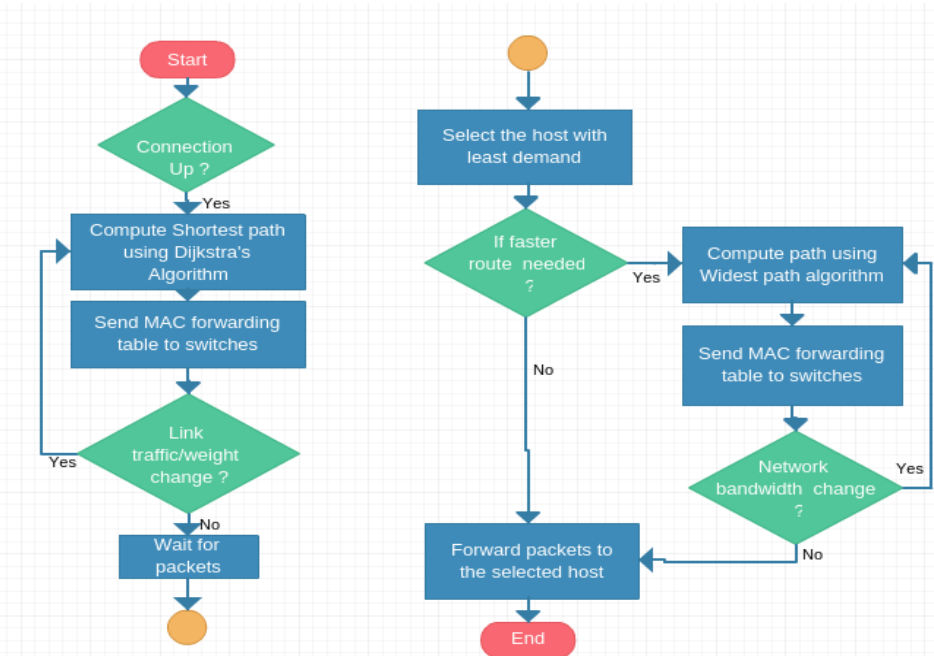 Start
Connection
Up ?
Yes
Compute Shortest path
using Dijkstra's
Algorithm
Send MAC forwarding
table to switches
Link
traffic/weight
change ?
Yes
No
Wait for
packets
Select the host with
least demand
If faster
route needed
?
Yes
No
Compute path using
Widest path algorithm
Send MAC forwarding
table to switches
Network
bandwidth change
?
Yes
No
Forward packets to
the selected host
End